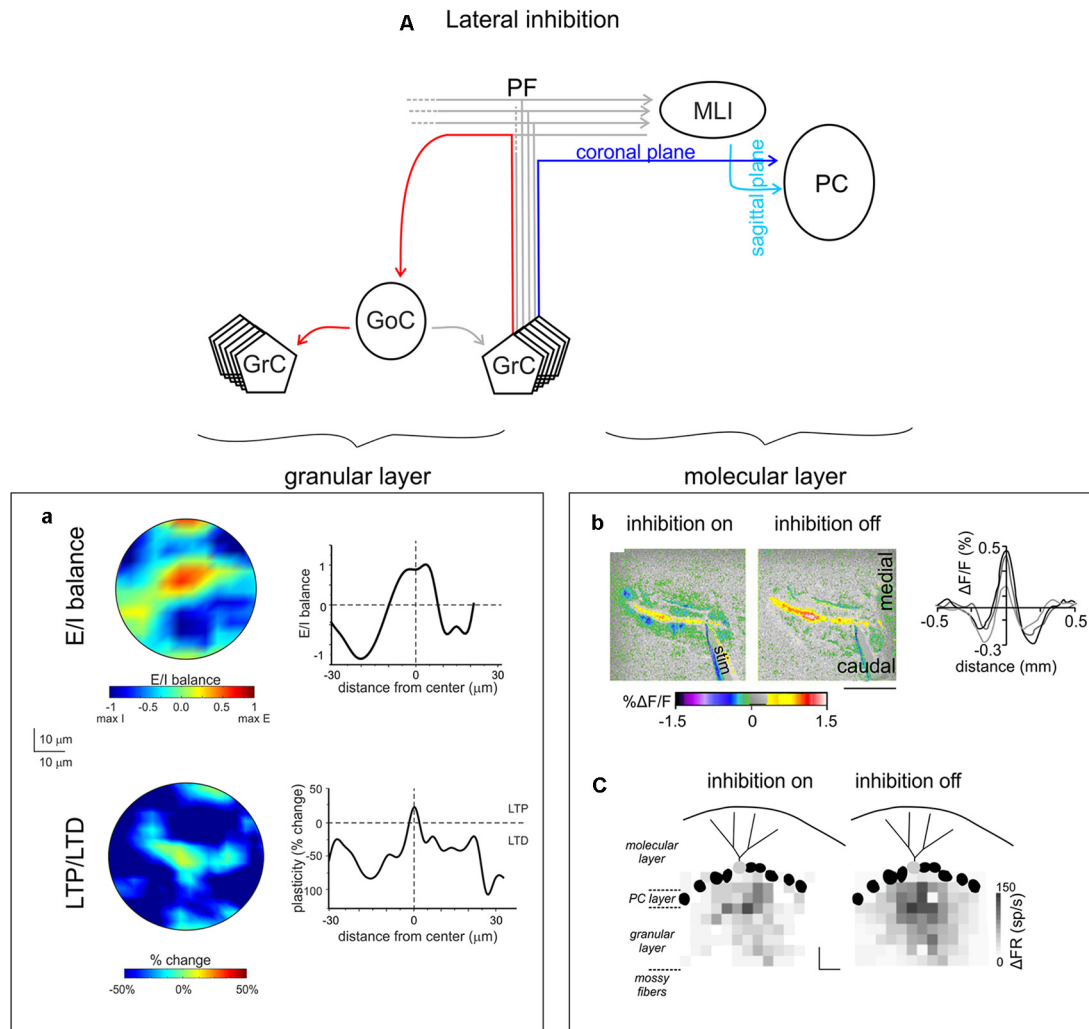 A Lateral inhibition
PF
MLI
coronal plane
sagittal plane
PC
GoC
GrC
GrC
granular layer
molecular layer
a
E/I balance
E/I balance
-1 -0.5 0.0 0.5 1
max I max E
E/I balance
1
0
-1
-30 0 30
distance from center (μm)
10 μm
10 μm
LTP/LTD
% change
-50% 0% 50%
plasticity (% change)
50
0
-50
100
LTP
LTD
-30 0 30
distance from center (μm)
b
inhibition on inhibition off
stim
medial
caudal
%ΔF/F
-1.5 0 1.5
ΔF/F (%)
0.5
-0.5 0.5
-0.3
distance (mm)
C
inhibition on inhibition off
molecular
layer
PC layer
granular
layer
mossy
fibers
150
0
ΔFR (sp/s)